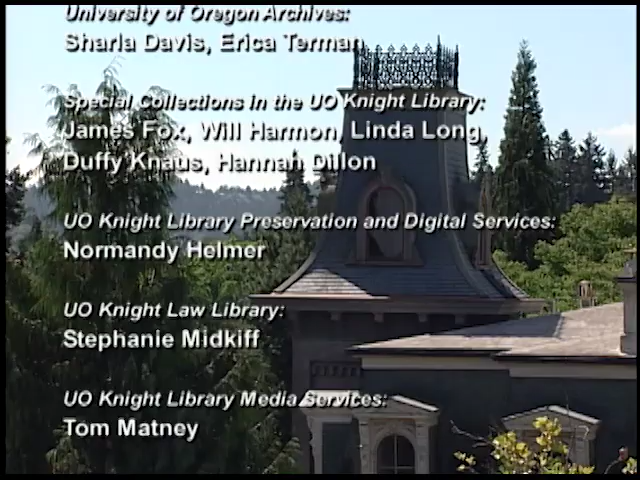 University of Oregon Archives:
Sharla Davis, Erica Terman
Special Collections in the UO Knight Library:
James Fox, Will Harmon, Linda Long,
Duffy Knaus, Hannah Dillon
UO Knight Library Preservation and Digital Services:
Normandy Helmer
UO Knight Law Library:
Stephanie Midkiff
UO Knight Library Media Services:
Tom Matney